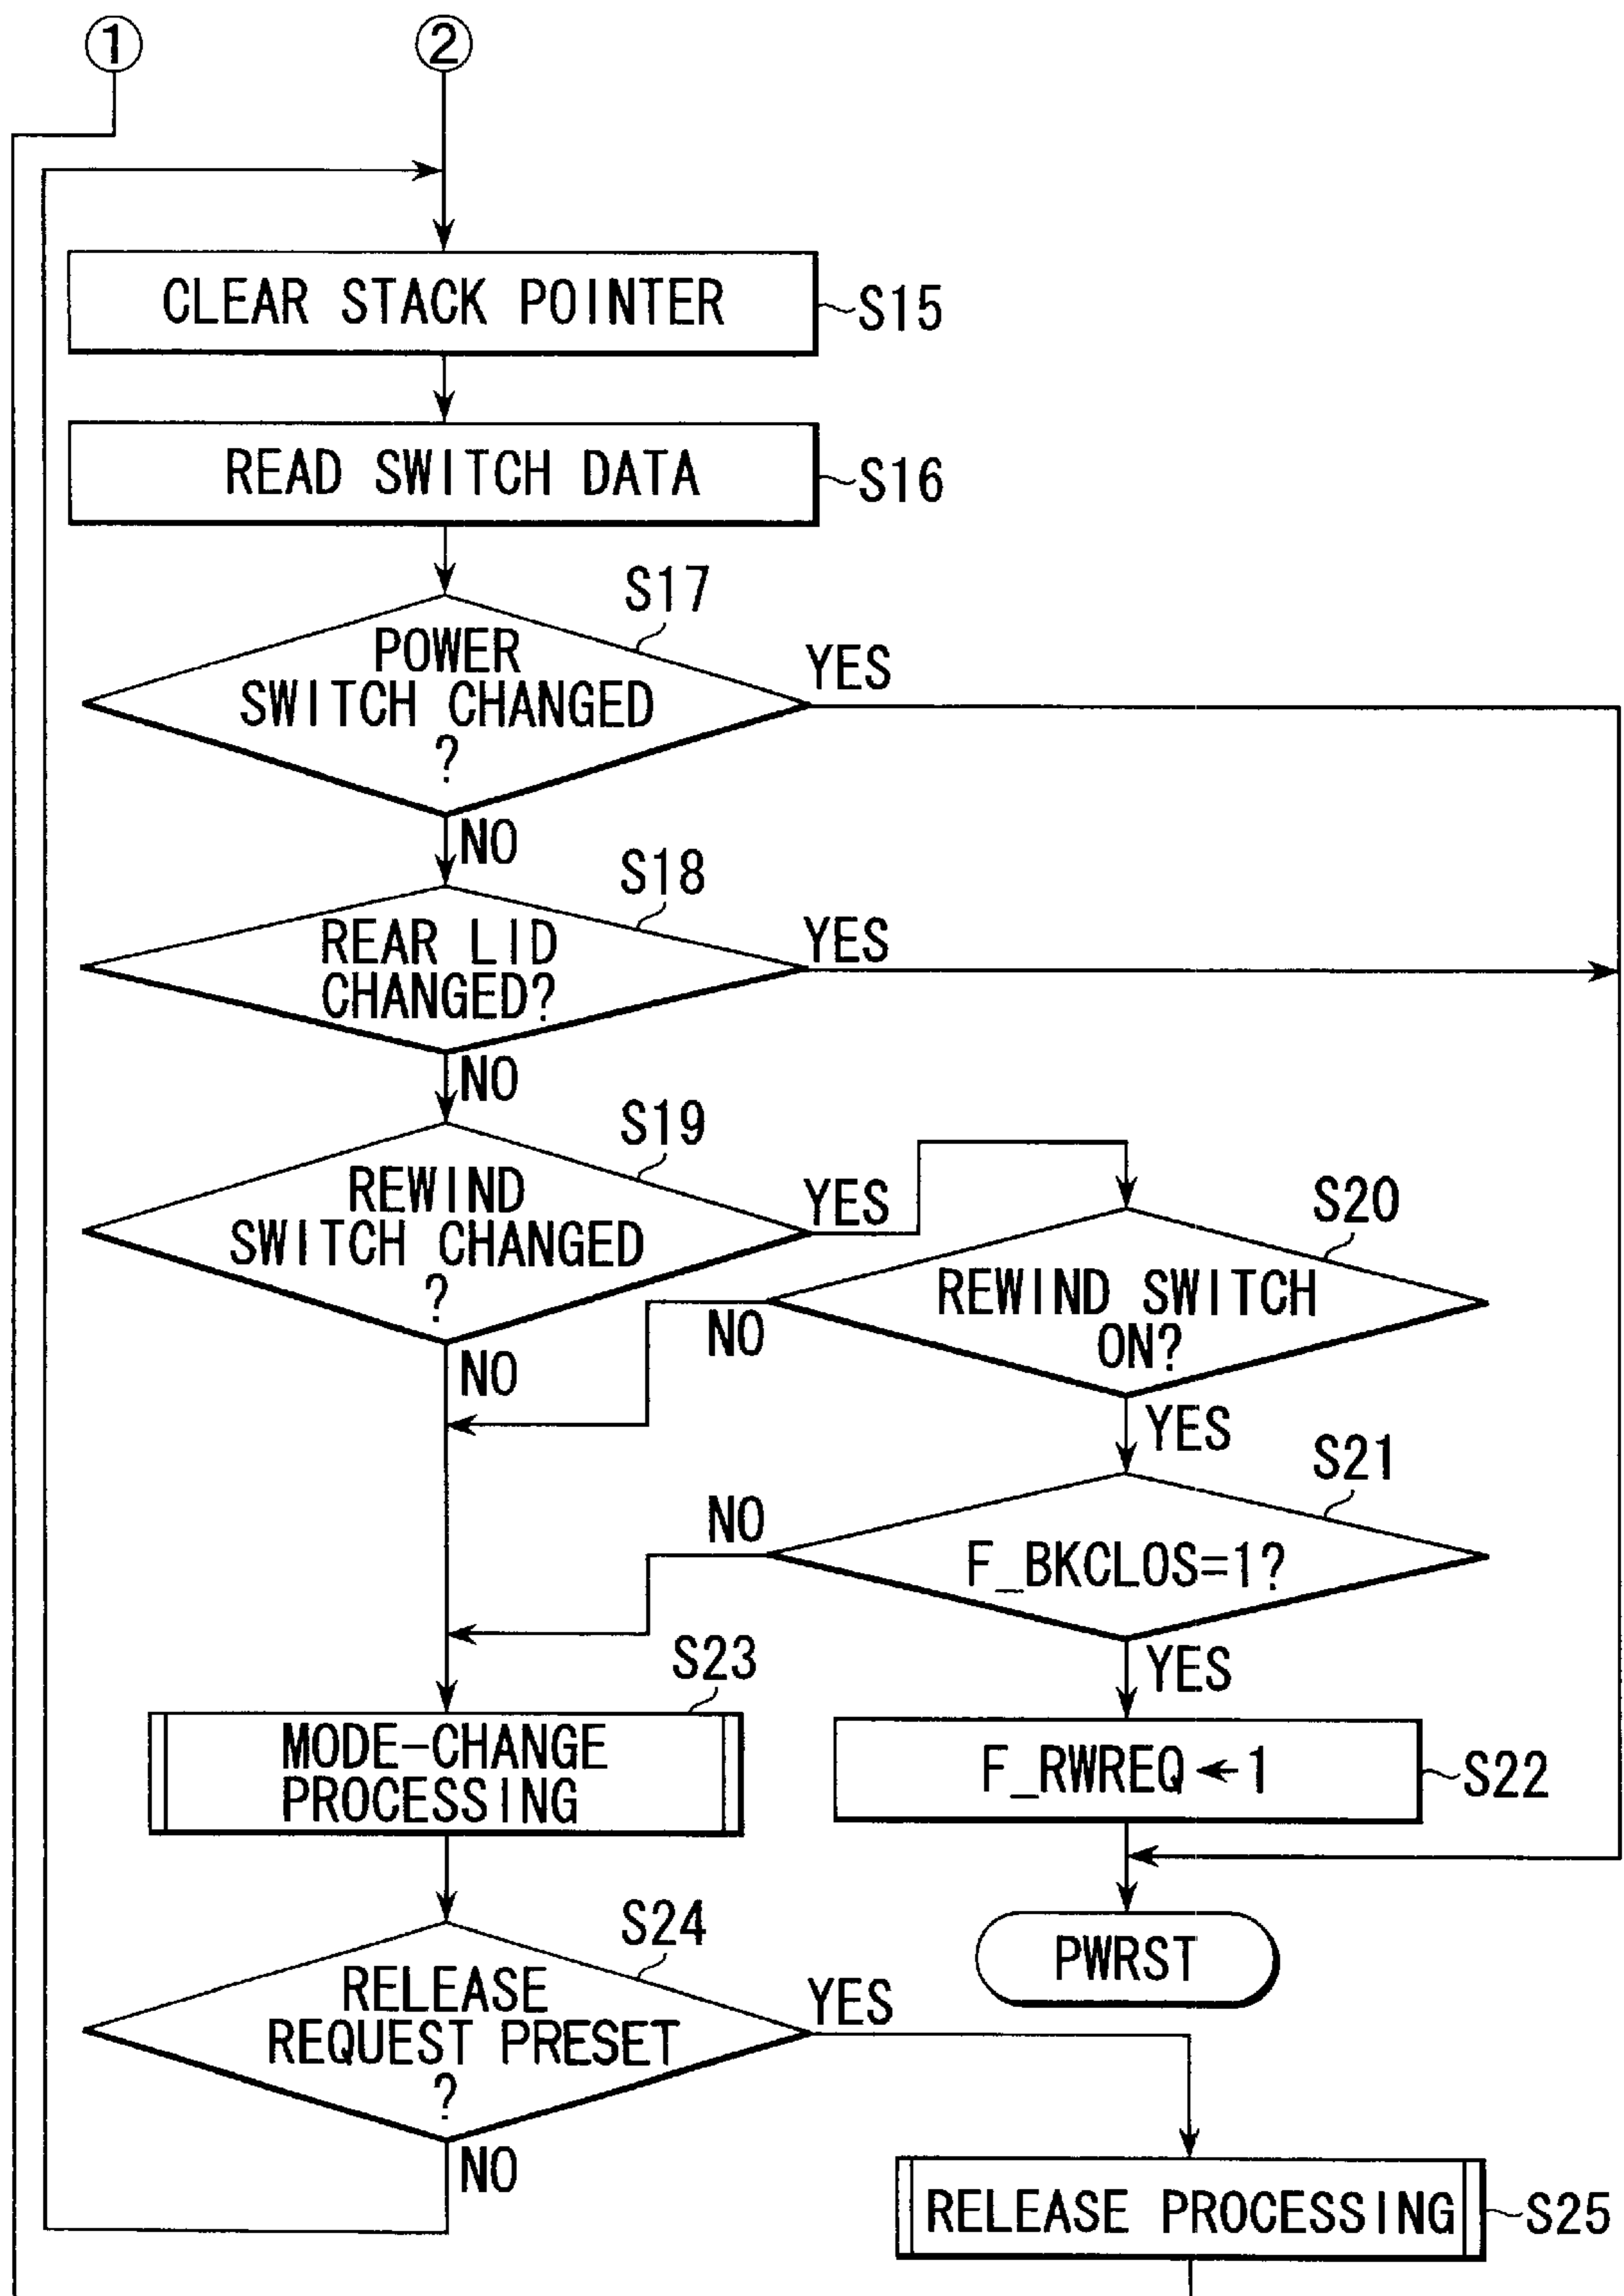 ① ②
CLEAR STACK POINTER
S15
READ SWITCH DATA
S16
S17
POWER
SWITCH CHANGED
?
YES
NO
S18
REAR LID
CHANGED?
YES
NO
S19
REWIND
SWITCH CHANGED
?
YES
NO
S20
REWIND SWITCH
ON?
NO
YES
S21
F_BKCLOS=1?
NO
YES
S23
MODE-CHANGE
PROCESSING
F_RWREQ←1
S22
PWRST
S24
RELEASE
REQUEST PRESET
?
YES
NO
RELEASE PROCESSING
S25